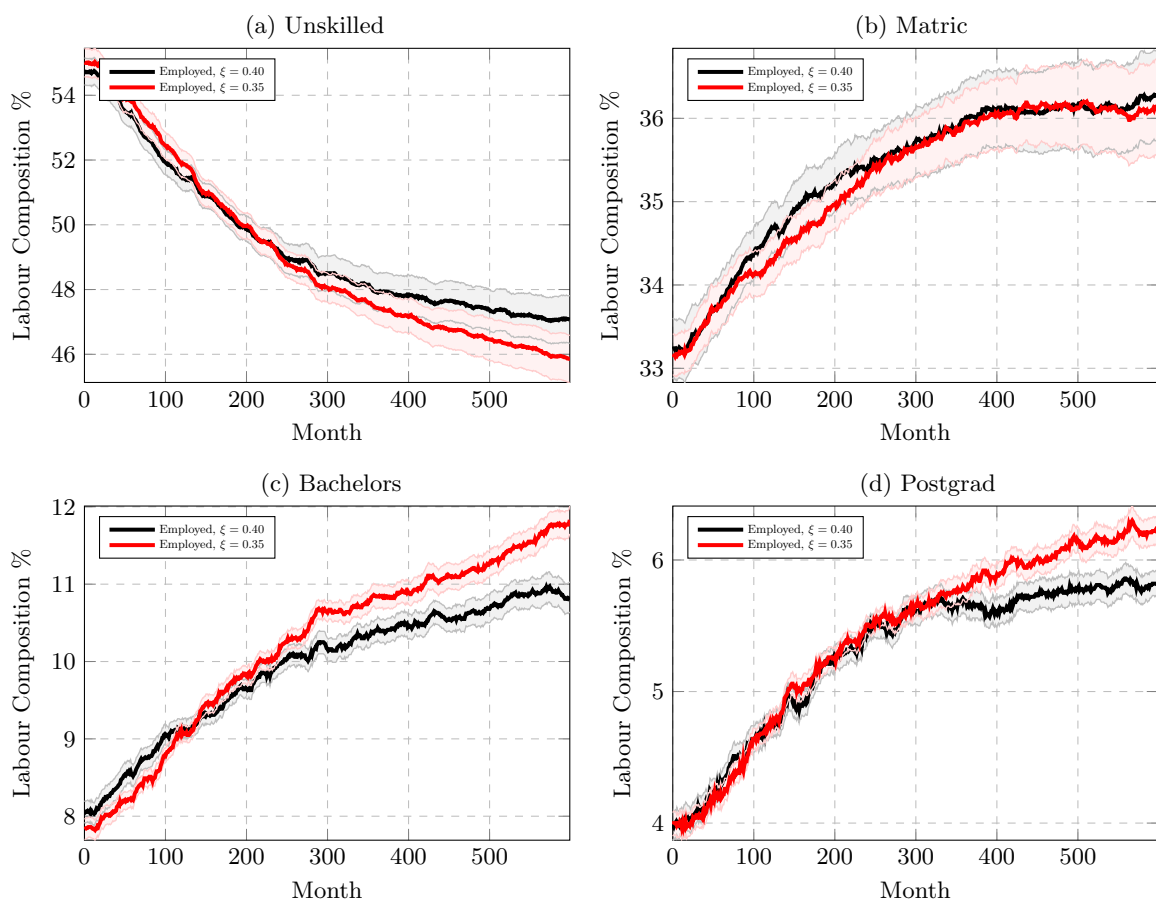 (a) Unskilled
Labour Composition %
54
52
50
48
46
Employed, ξ = 0.40
Employed, ξ = 0.35
0 100 200 300 400 500
Month
(b) Matric
Labour Composition %
36
35
34
33
Employed, ξ = 0.40
Employed, ξ = 0.35
0 100 200 300 400 500
Month
(c) Bachelors
Labour Composition %
12
11
10
9
8
Employed, ξ = 0.40
Employed, ξ = 0.35
0 100 200 300 400 500
Month
(d) Postgrad
Labour Composition %
6
5
4
Employed, ξ = 0.40
Employed, ξ = 0.35
0 100 200 300 400 500
Month